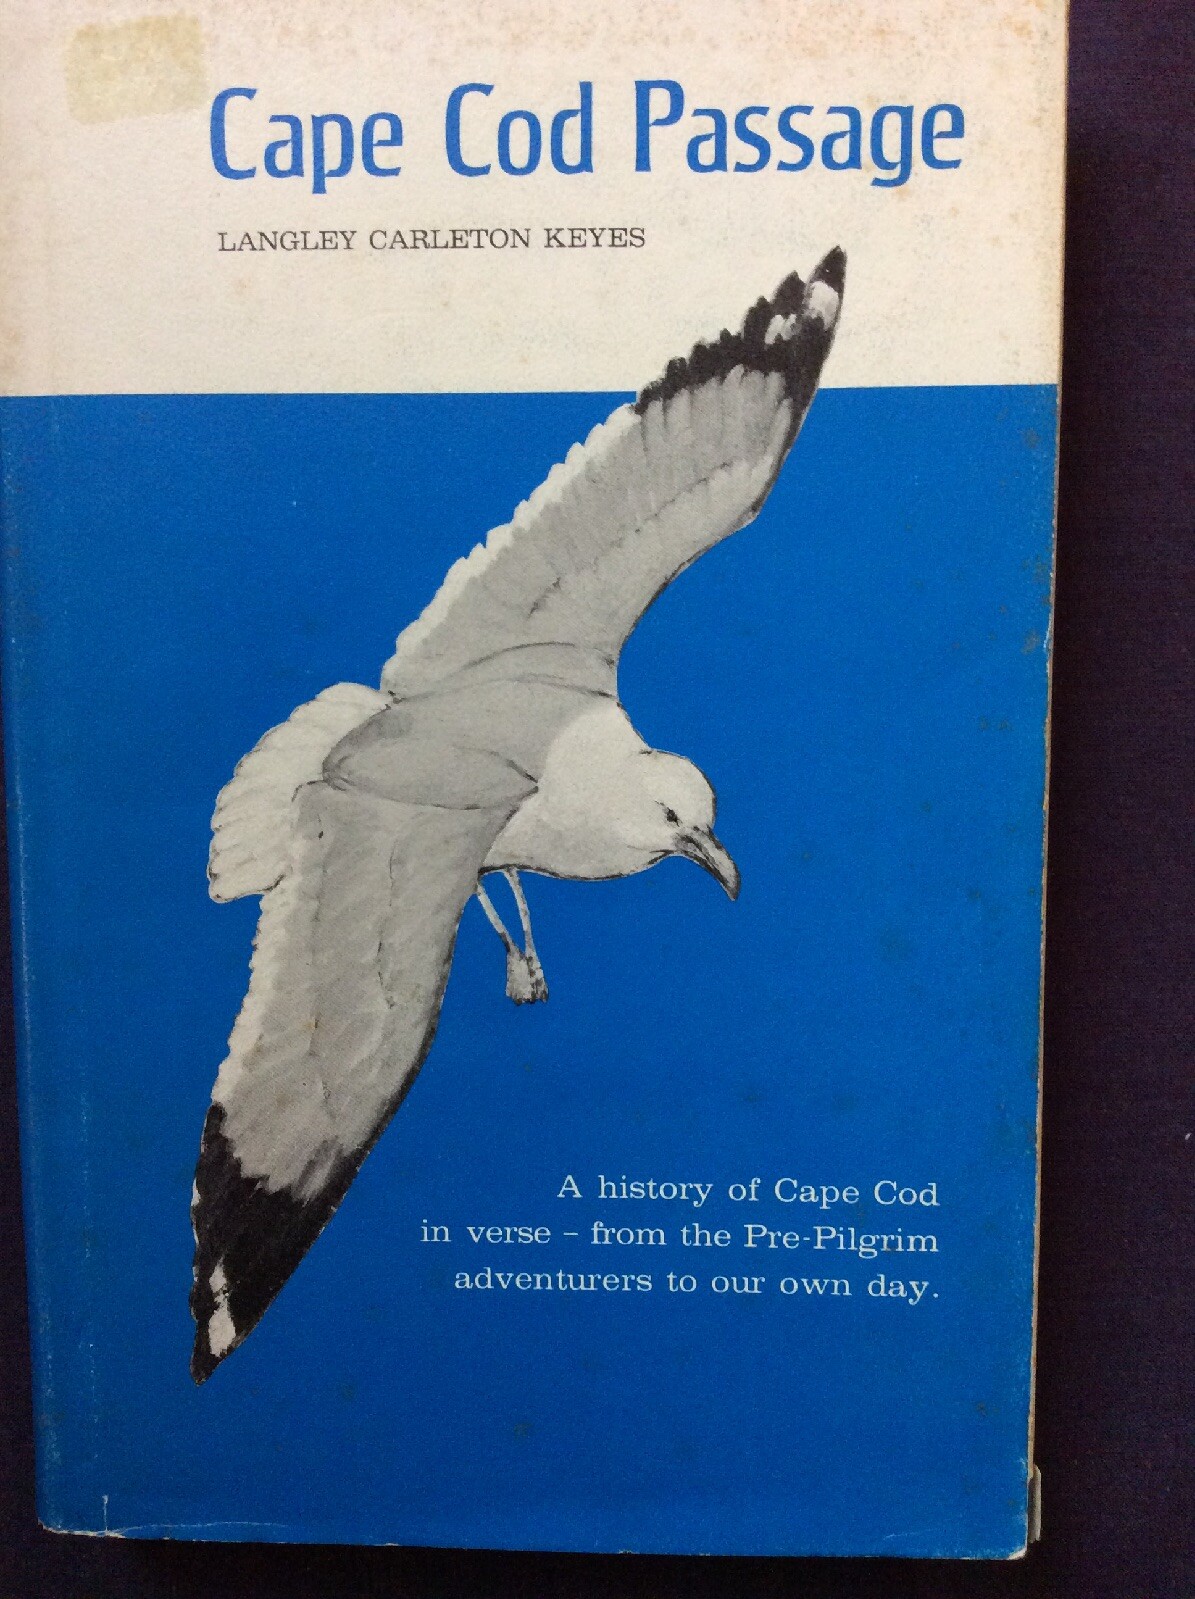 Cape Cod Passage
LANGLEY CARLETON KEYES
A history of Cape Cod
in verse – from the Pre-Pilgrim
adventurers to our own day.